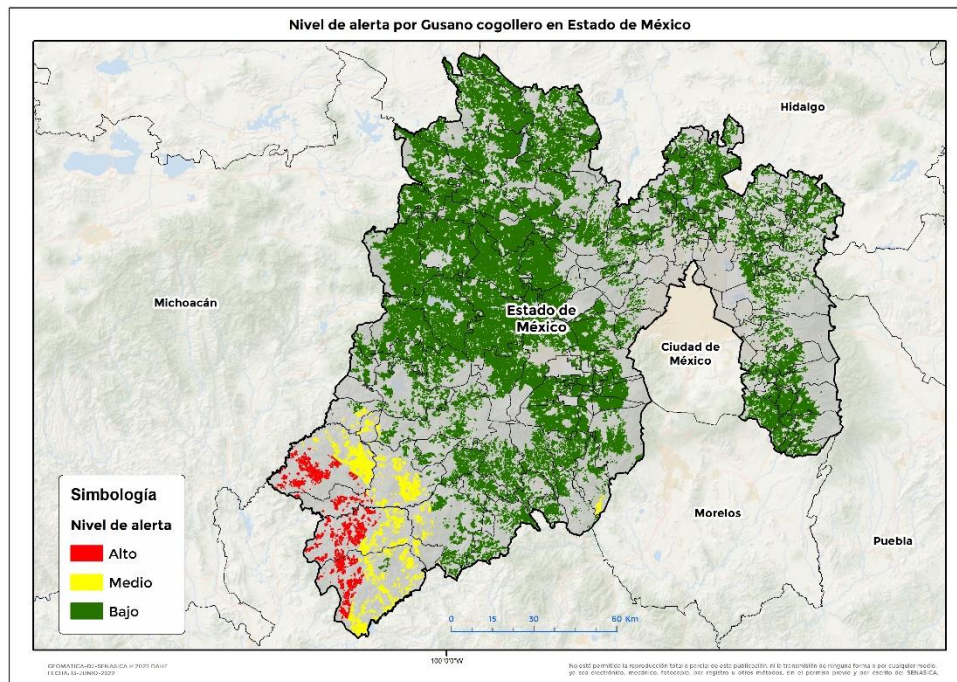 Nivel de alerta por Gusano cogollero en Estado de México
Hidalgo
Michoacán
Estado de
México
Ciudad de
México
Morelos
Puebla
Simbología
Nivel de alerta
Alto
Medio
Bajo
0 15 30 60 Km
100°0'0"W
FECHA: 13-JUNIO-2022
No está permitida la reproducción total o parcial de esta publicación, ni la transmisión de ninguna forma o por cualquier medio,
ya sea electrónico, mecánico, fotocopia, por registro u otros métodos, sin el permiso previo y por escrito del SENASICA.